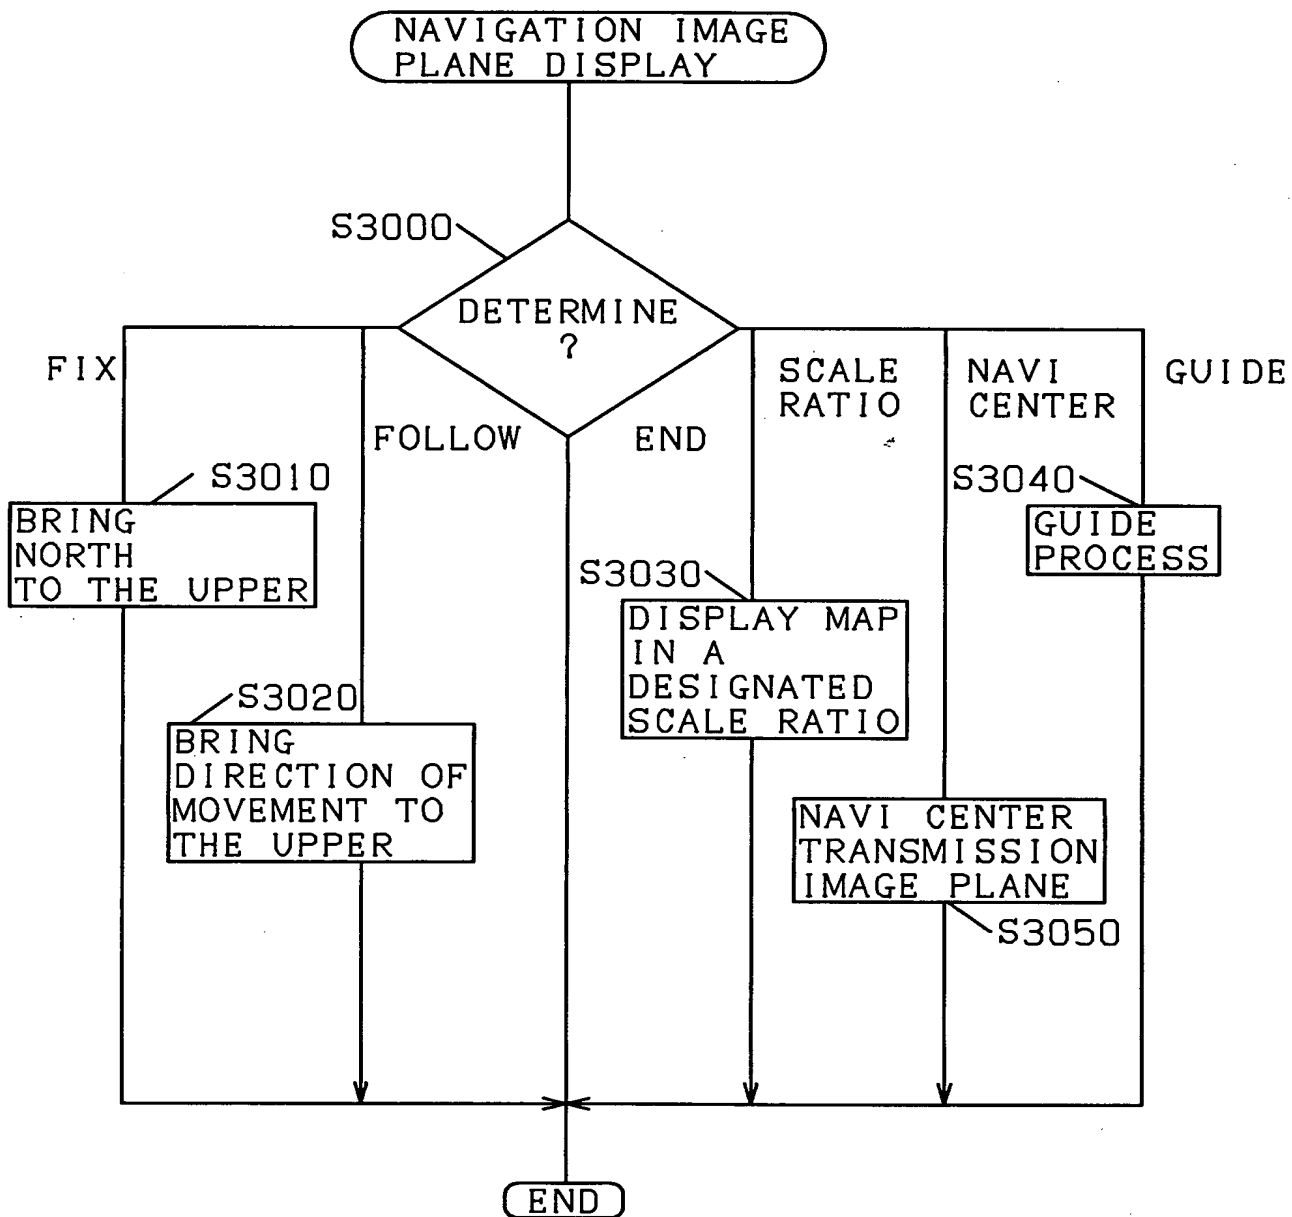 NAVIGATION IMAGE
PLANE DISPLAY
S3000
DETERMINE
?
FIX
FOLLOW
END
SCALE
RATIO
NAVI
CENTER
GUIDE
S3010
BRING
NORTH
TO THE UPPER
S3020
BRING
DIRECTION OF
MOVEMENT TO
THE UPPER
S3030
DISPLAY MAP
IN A
DESIGNATED
SCALE RATIO
S3040
GUIDE
PROCESS
NAVI CENTER
TRANSMISSION
IMAGE PLANE
S3050
END